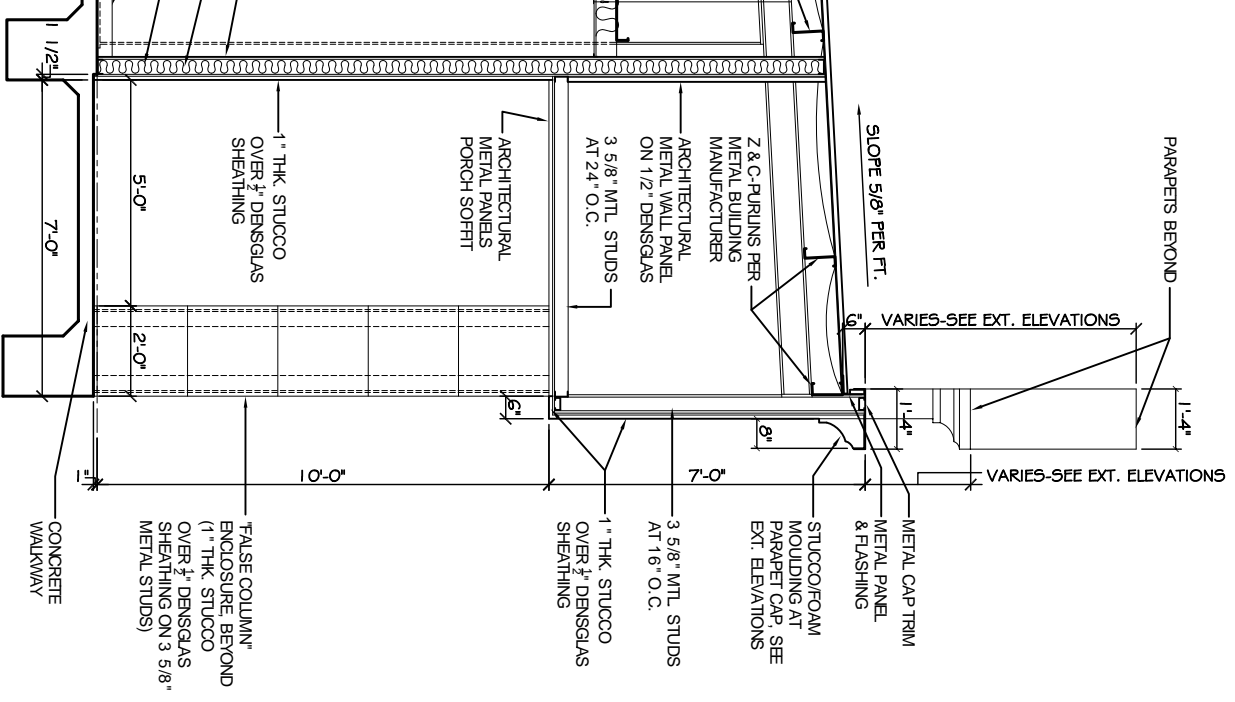 PARAPETS BEYOND
SLOPE 5/8" PER FT.
Z & C-PURLINS PER
METAL BUILDING
MANUFACTURER
ARCHITECTURAL
METAL WALL PANEL
ON 1/2" DENSGLAS
3 5/8" MTL STUDS
AT 24" O.C.
ARCHITECTURAL
METAL PANELS
PORCH SOFFIT
1" THK. STUCCO
OVER ½" DENSGLAS
SHEATHING
5'-0"
2'-0"
7'-0"
1 1/2"
6"
VARIES-SEE EXT. ELEVATIONS
1'-4"
1'-4"
8"
6"
VARIES-SEE EXT. ELEVATIONS
7'-0"
10'-0"
1"
METAL CAP TRIM
METAL PANEL
& FLASHING
STUCCO/FOAM
MOULDING AT
PARAPET CAP, SEE
EXT. ELEVATIONS
3 5/8" MTL STUDS
AT 16" O.C.
1" THK. STUCCO
OVER ½" DENSGLAS
SHEATHING
"FALSE COLUMN"
ENCLOSURE, BEYOND
(1" THK. STUCCO
OVER ½" DENSGLAS
SHEATHING ON 3 5/8"
METAL STUDS)
CONCRETE
WALKWAY